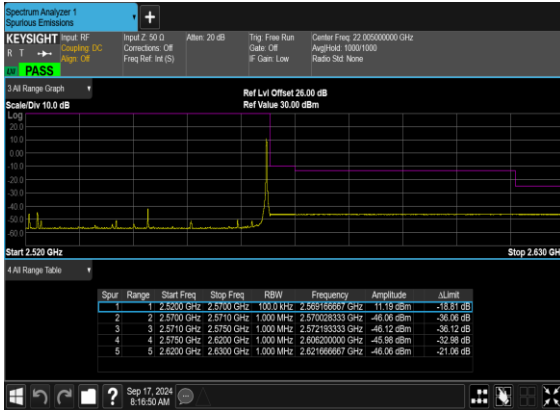 Spectrum Analyzer 1
Spurious Emissions
KEYSIGHT Input: RF Input Z: 50 Ω Atten: 20 dB Trig: Free Run Center Freq: 22.005000000 GHz
R T Coupling: DC Corrections: Off Gate: Off Avg|Hold: 1000/1000
Align: Off Freq Ref: Int (S) IF Gain: Low Radio Std: None
PASS
3 All Range Graph
Ref Lvl Offset 26.00 dB
Scale/Div 10.0 dB Ref Value 30.00 dBm
Log
20.0
10.0
0.00
-10.0
-20.0
-30.0
-40.0
-50.0
-60.0
Start 2.520 GHz Stop 2.630 GH
4 All Range Table
Spur Range Start Freq Stop Freq RBW Frequency Amplitude ΔLimit
1 1 2.5200 GHz 2.5700 GHz 100.0 kHz 2.569166667 GHz 11.19 dBm -18.81 dB
2 2 2.5700 GHz 2.5710 GHz 1.000 MHz 2.570028333 GHz -46.06 dBm -36.06 dB
3 3 2.5710 GHz 2.5750 GHz 1.000 MHz 2.572193333 GHz -46.12 dBm -36.12 dB
4 4 2.5750 GHz 2.6200 GHz 1.000 MHz 2.606200000 GHz -45.98 dBm -32.98 dB
5 5 2.6200 GHz 2.6300 GHz 1.000 MHz 2.621666667 GHz -46.06 dBm -21.06 dB
Sep 17, 2024
8:16:50 AM